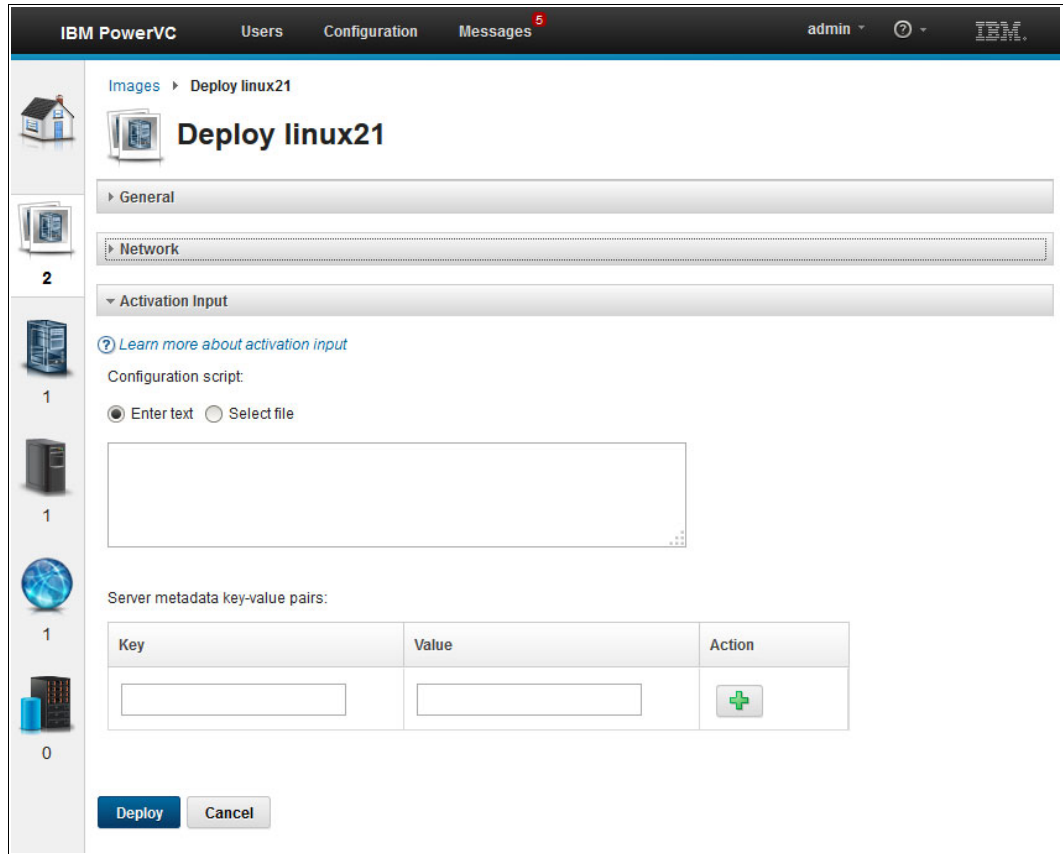 IBM PowerVC Users Configuration Messages 5 admin ? IBM.
Images Deploy linux21
Deploy linux21
General
Network
2
Activation Input
? Learn more about activation input
Configuration script:
1
Enter text Select file
1
Server metadata key-value pairs:
1
Key Value Action
0
Deploy Cancel